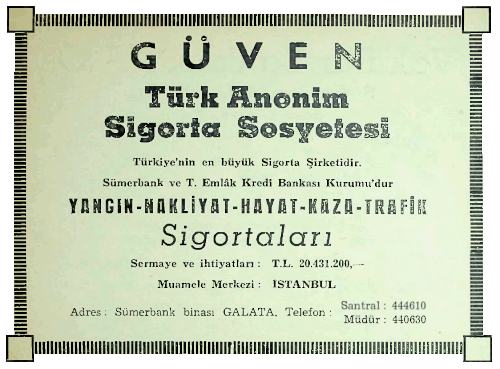 GÜVEN
Türk Anonim
Sigorta Sosyetesi
Türkiye'nin en büyük Sigorta Şirketidir.
Sümerbank ve T. Emlâk Kredi Bankası Kurumu'dur
YANGIN-NAKLİYAT-HAYAT-KAZA-TRAFİK
Sigortaları
Sermaye ve ihtiyatları : T.L. 20.431.200,—
Muamele Merkezi : İSTANBUL
Adres : Sümerbank binası GALATA, Telefon : Santral : 444610
Müdür : 440630